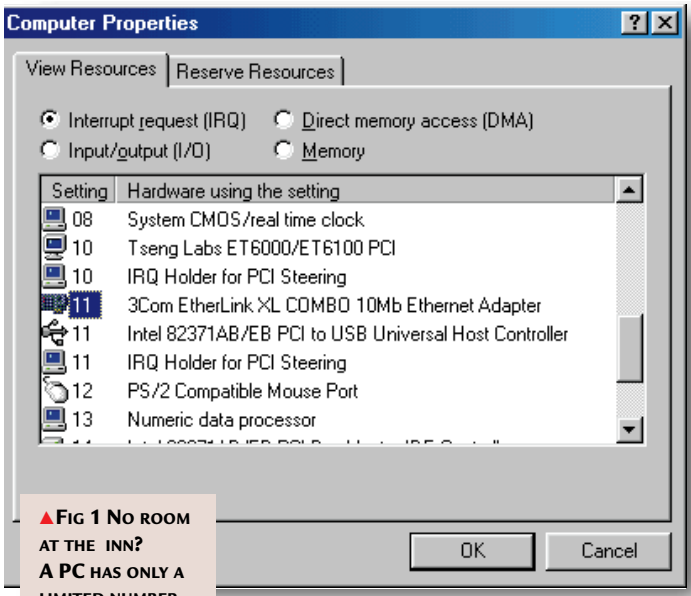 Computer Properties
View Resources Reserve Resources
Interrupt request (IRQ) Direct memory access (DMA)
Input/output (I/O) Memory
Setting Hardware using the setting
08 System CMOS/real time clock
10 Tseng Labs ET6000/ET6100 PCI
10 IRQ Holder for PCI Steering
11 3Com EtherLink XL COMBO 10Mb Ethernet Adapter
11 Intel 82371AB/EB PCI to USB Universal Host Controller
11 IRQ Holder for PCI Steering
12 PS/2 Compatible Mouse Port
13 Numeric data processor
▲FIG 1 NO ROOM
AT THE INN?
A PC HAS ONLY A
LIMITED NUMBER
OK Cancel